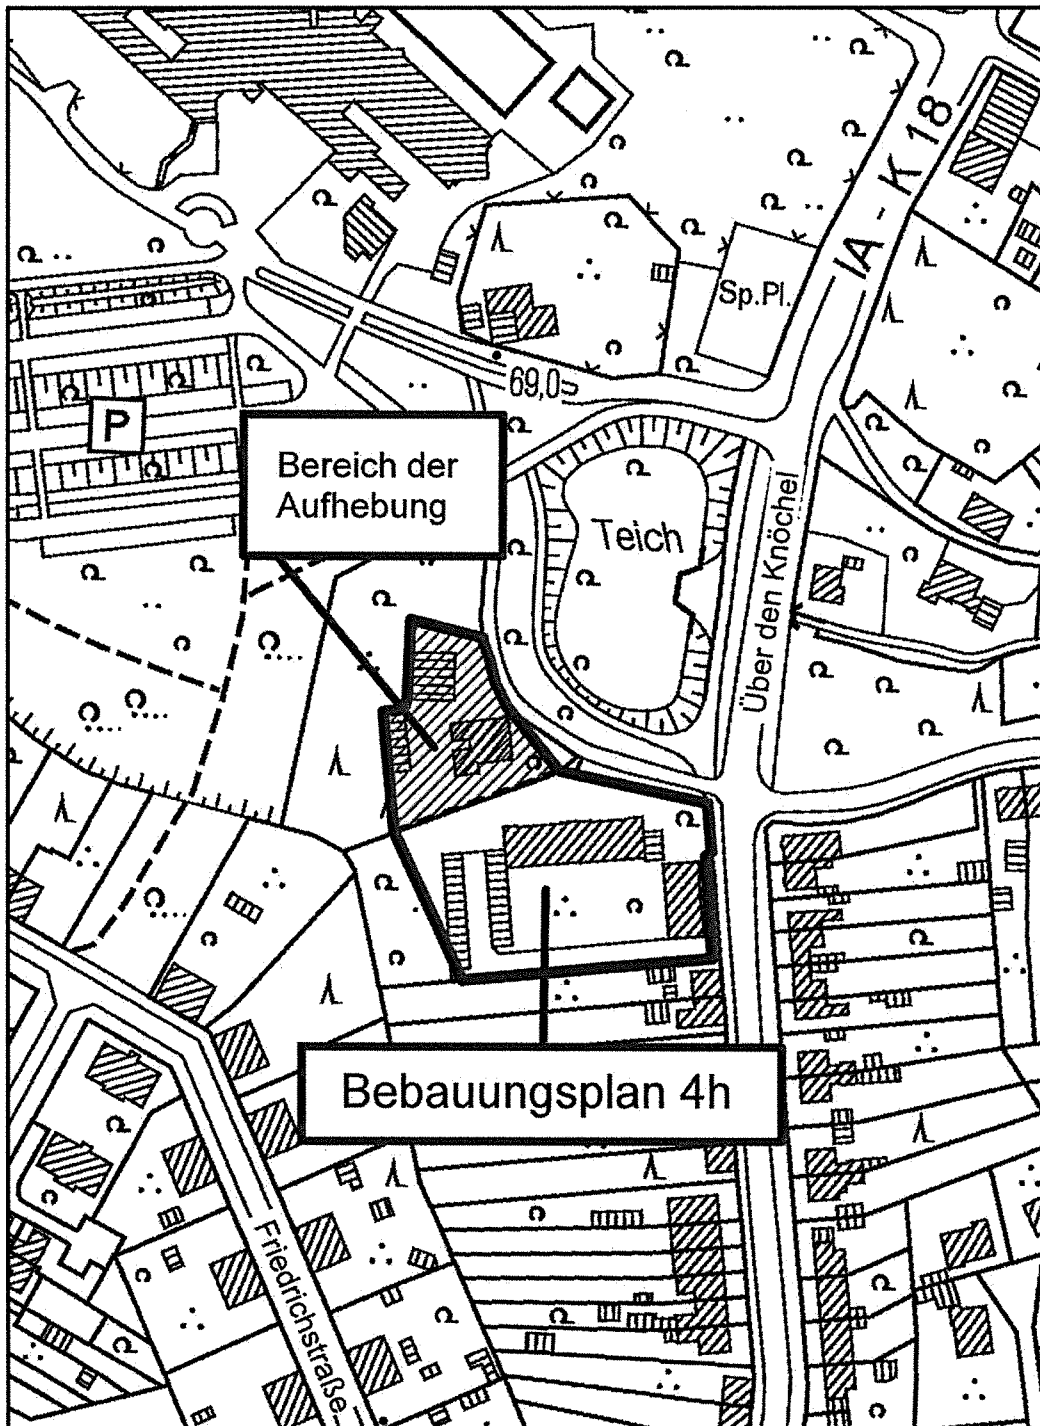 IA - K 18
Sp.Pl.
69,0
P
Bereich der
Aufhebung
Teich
Über den Knöchel
Bebauungsplan 4h
Friedrichstraße